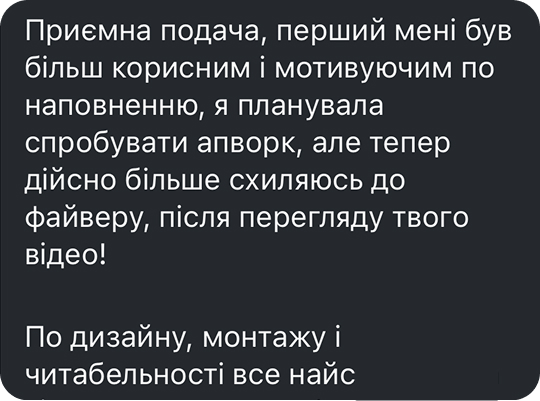 Приємна подача, перший мені був
більш корисним і мотивуючим по
наповненню, я планувала
спробувати апворк, але тепер
дійсно більше схиляюсь до
файверу, після перегляду твого
відео!
По дизайну, монтажу і
читабельності все найс